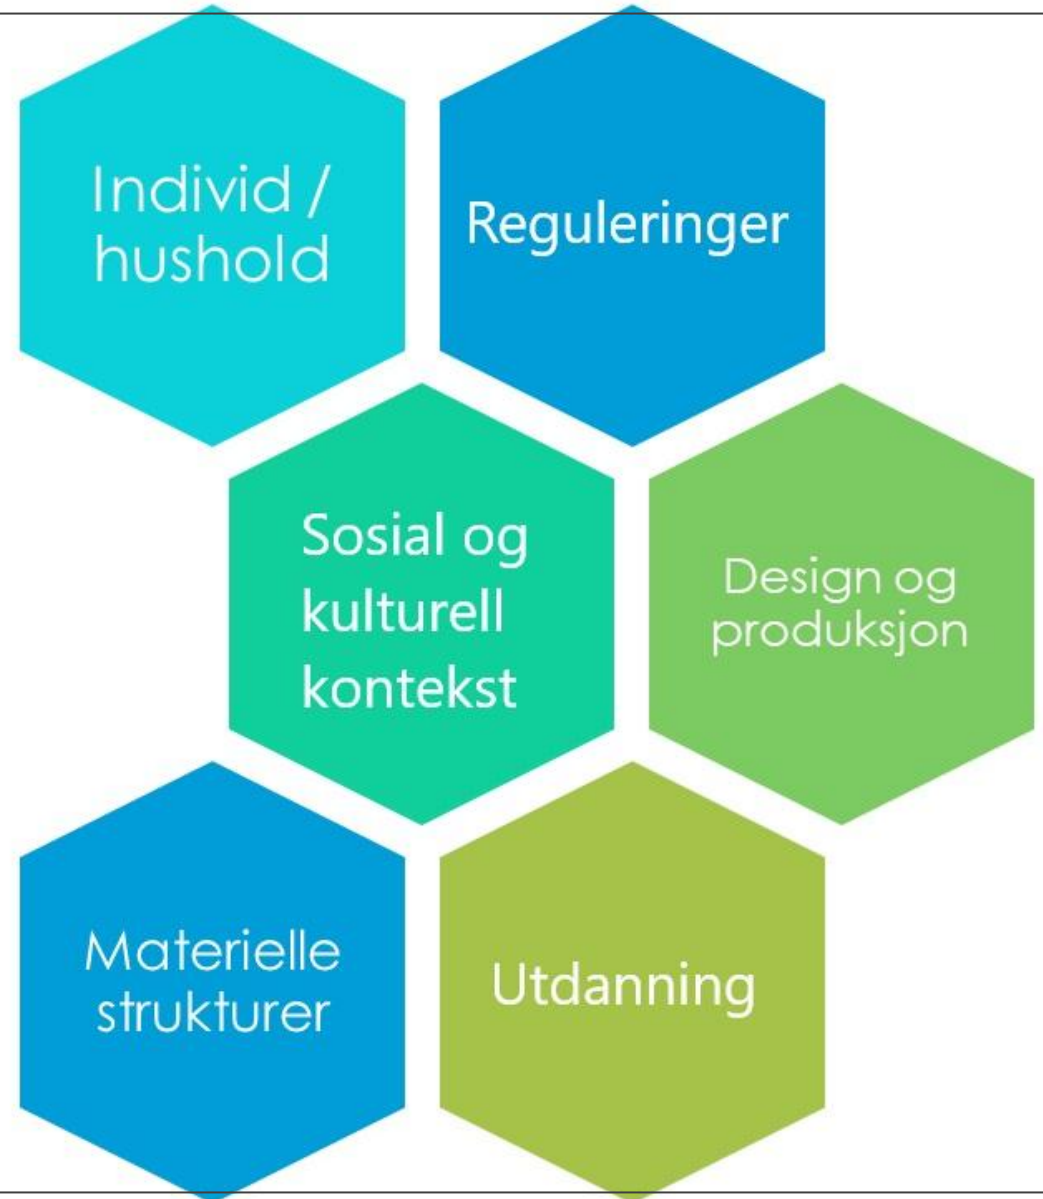 Individ /
hushold
Reguleringer
Sosial og
kulturell
kontekst
Design og
produksjon
Materielle
strukturer
Utdanning